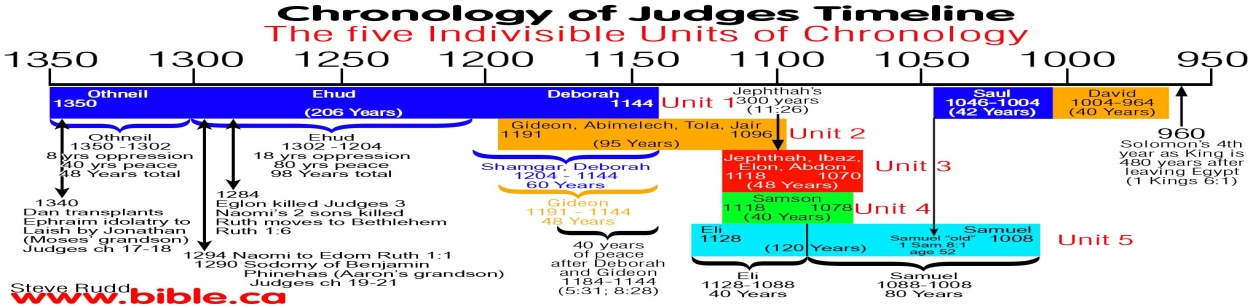 Chronology of Judges Timeline
The five Indivisible Units of Chronology
1350 1300 1250 1200 1150 1100 1050 1000 950
Othneil Ehud Deborah
1350 1144
(206 Years)
Unit 1
Jephthah's
300 years
(11:26)
Saul
1046-1004
(42 Years)
David
1004-964
(40 Years)
960
Solomon's 4th
year as King is
480 years after
leaving Egypt
(1 Kings 6:1)
Othneil
1350 -1302
8 yrs oppression
40 yrs peace
48 Years total
Ehud
1302 -1204
18 yrs oppression
80 yrs peace
98 Years total
Gideon, Abimelech, Tola, Jair
1191 1096
(95 Years)
Unit 2
Shamgar, Deborah
1204 - 1144
60 Years
Gideon
1191 - 1144
48 Years
40 years
of peace
after Deborah
and Gideon
1184-1144
(5:31; 8:28)
Jephthah, Ibaz,
Elon, Abdon
1118 1070
(48 Years)
Unit 3
Samson
1118 1078
(40 Years)
Unit 4
Eli Samuel
1128 1008
(120 Years)
Samuel "old"
1 Sam 8:1
age 52
Unit 5
Eli
1128-1088
40 Years
Samuel
1088-1008
80 Years
1340
Dan transplants
Ephraim idolatry to
Laish by Jonathan
(Moses' grandson)
Judges ch 17-18
1284
Eglon killed Judges 3
Naomi's 2 sons killed
Ruth moves to Bethlehem
Ruth 1:6
1294 Naomi to Edom Ruth 1:1
1290 Sodomy of Benjamin
Phinehas (Aaron's grandson)
Judges ch 19-21
Steve Rudd
www.bible.ca